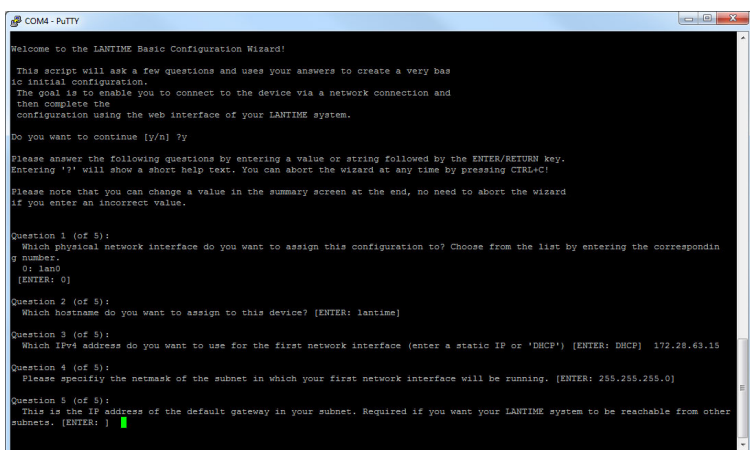 COM4 - PuTTY
Welcome to the LANTIME Basic Configuration Wizard!
This script will ask a few questions and uses your answers to create a very bas
ic initial configuration.
The goal is to enable you to connect to the device via a network connection and
then complete the
configuration using the web interface of your LANTIME system.
Do you want to continue [y/n] ?y
Please answer the following questions by entering a value or string followed by the ENTER/RETURN key.
Entering '?' will show a short help text. You can abort the wizard at any time by pressing CTRL+C!
Please note that you can change a value in the summary screen at the end, no need to abort the wizard
if you enter an incorrect value.
Question 1 (of 5):
Which physical network interface do you want to assign this configuration to? Choose from the list by entering the correspondin
g number.
0: lan0
[ENTER: 0]
Question 2 (of 5):
Which hostname do you want to assign to this device? [ENTER: lantime]
Question 3 (of 5):
Which IPv4 address do you want to use for the first network interface (enter a static IP or 'DHCP') [ENTER: DHCP] 172.28.63.15
Question 4 (of 5):
Please specifiy the netmask of the subnet in which your first network interface will be running. [ENTER: 255.255.255.0]
Question 5 (of 5):
This is the IP address of the default gateway in your subnet. Required if you want your LANTIME system to be reachable from other
subnets. [ENTER: ]